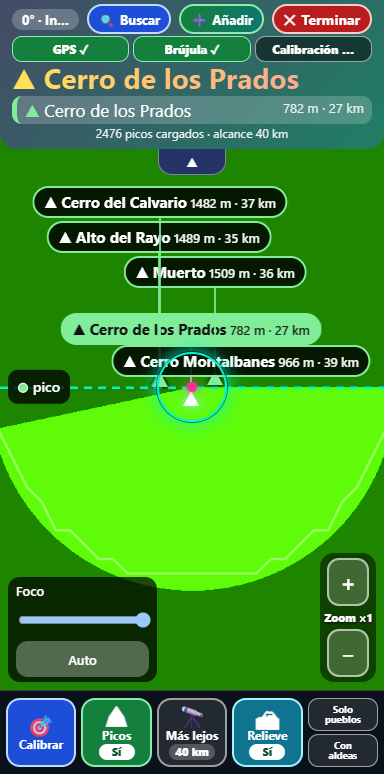 0° · In...
Buscar
Añadir
Terminar
GPS ✓
Brújula ✓
Calibración ...
Cerro de los Prados
Cerro de los Prados 782 m · 27 km
2476 picos cargados · alcance 40 km
Cerro del Calvario 1482 m · 37 km
Alto del Rayo 1489 m · 35 km
Muerto 1509 m · 36 km
Cerro de los Prados 782 m · 27 km
Cerro Montalbanes 966 m · 39 km
pico
Foco
Auto
+
Zoom ×1
−
Calibrar
Picos
Sí
Más lejos
40 km
Relieve
Sí
Solo
pueblos
Con
aldeas